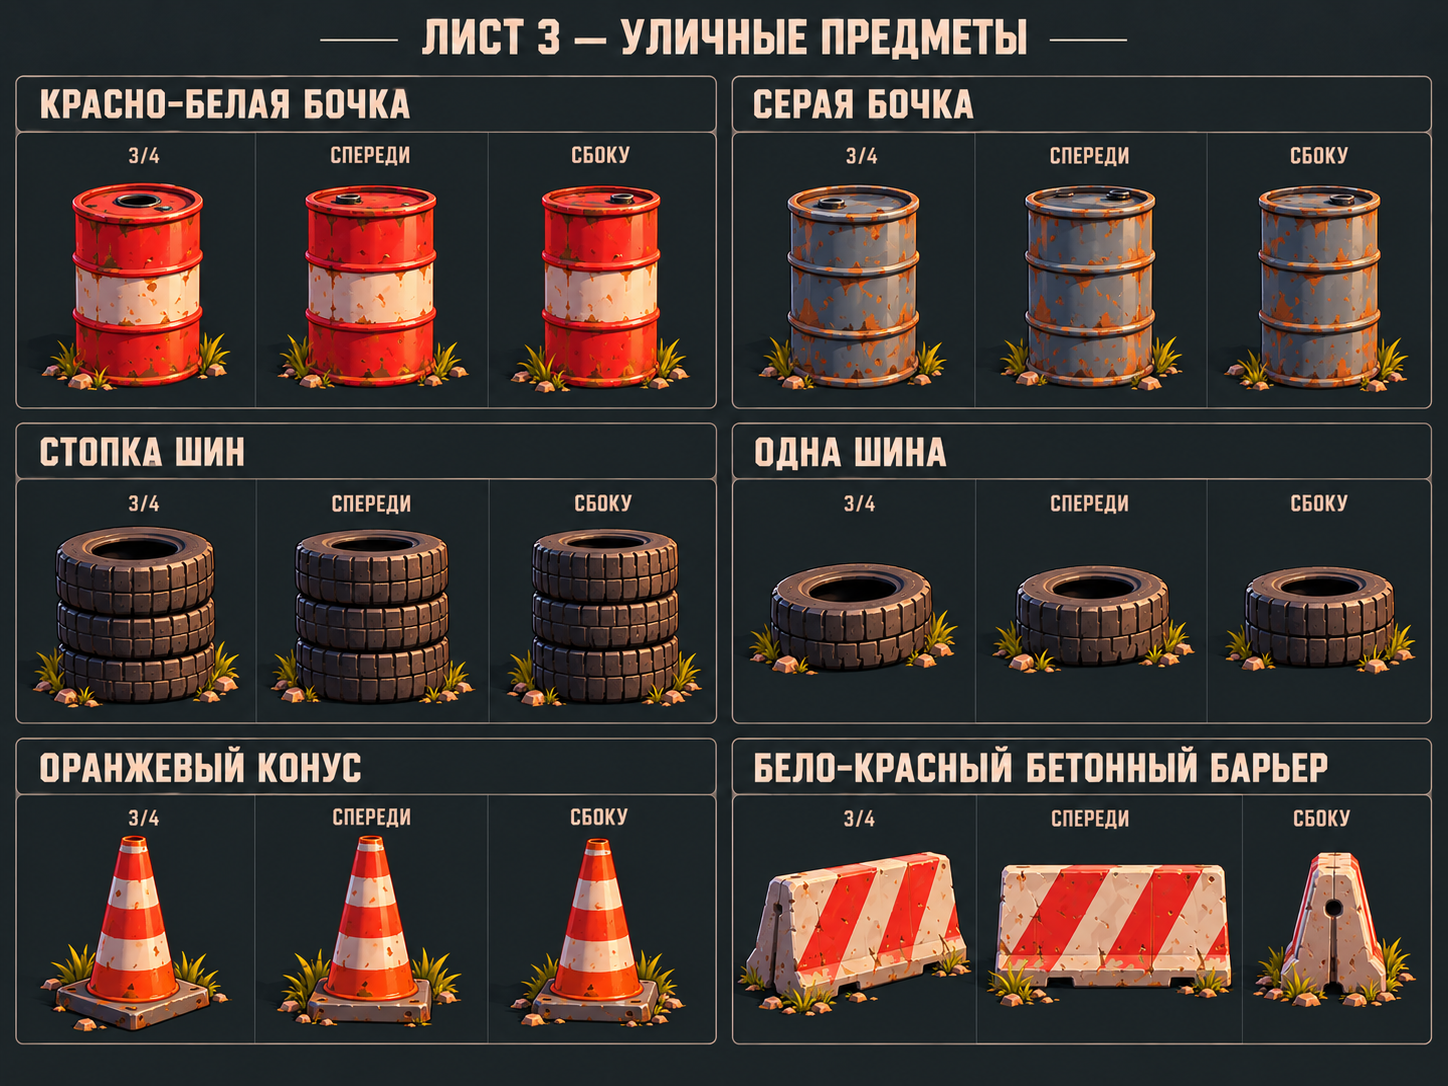 ЛИСТ 3 — УЛИЧНЫЕ ПРЕДМЕТЫ
КРАСНО-БЕЛАЯ БОЧКА
3/4
СПЕРЕДИ
СБОКУ
СЕРАЯ БОЧКА
3/4
СПЕРЕДИ
СБОКУ
СТОПКА ШИН
3/4
СПЕРЕДИ
СБОКУ
ОДНА ШИНА
3/4
СПЕРЕДИ
СБОКУ
ОРАНЖЕВЫЙ КОНУС
3/4
СПЕРЕДИ
СБОКУ
БЕЛО-КРАСНЫЙ БЕТОННЫЙ БАРЬЕР
3/4
СПЕРЕДИ
СБОКУ